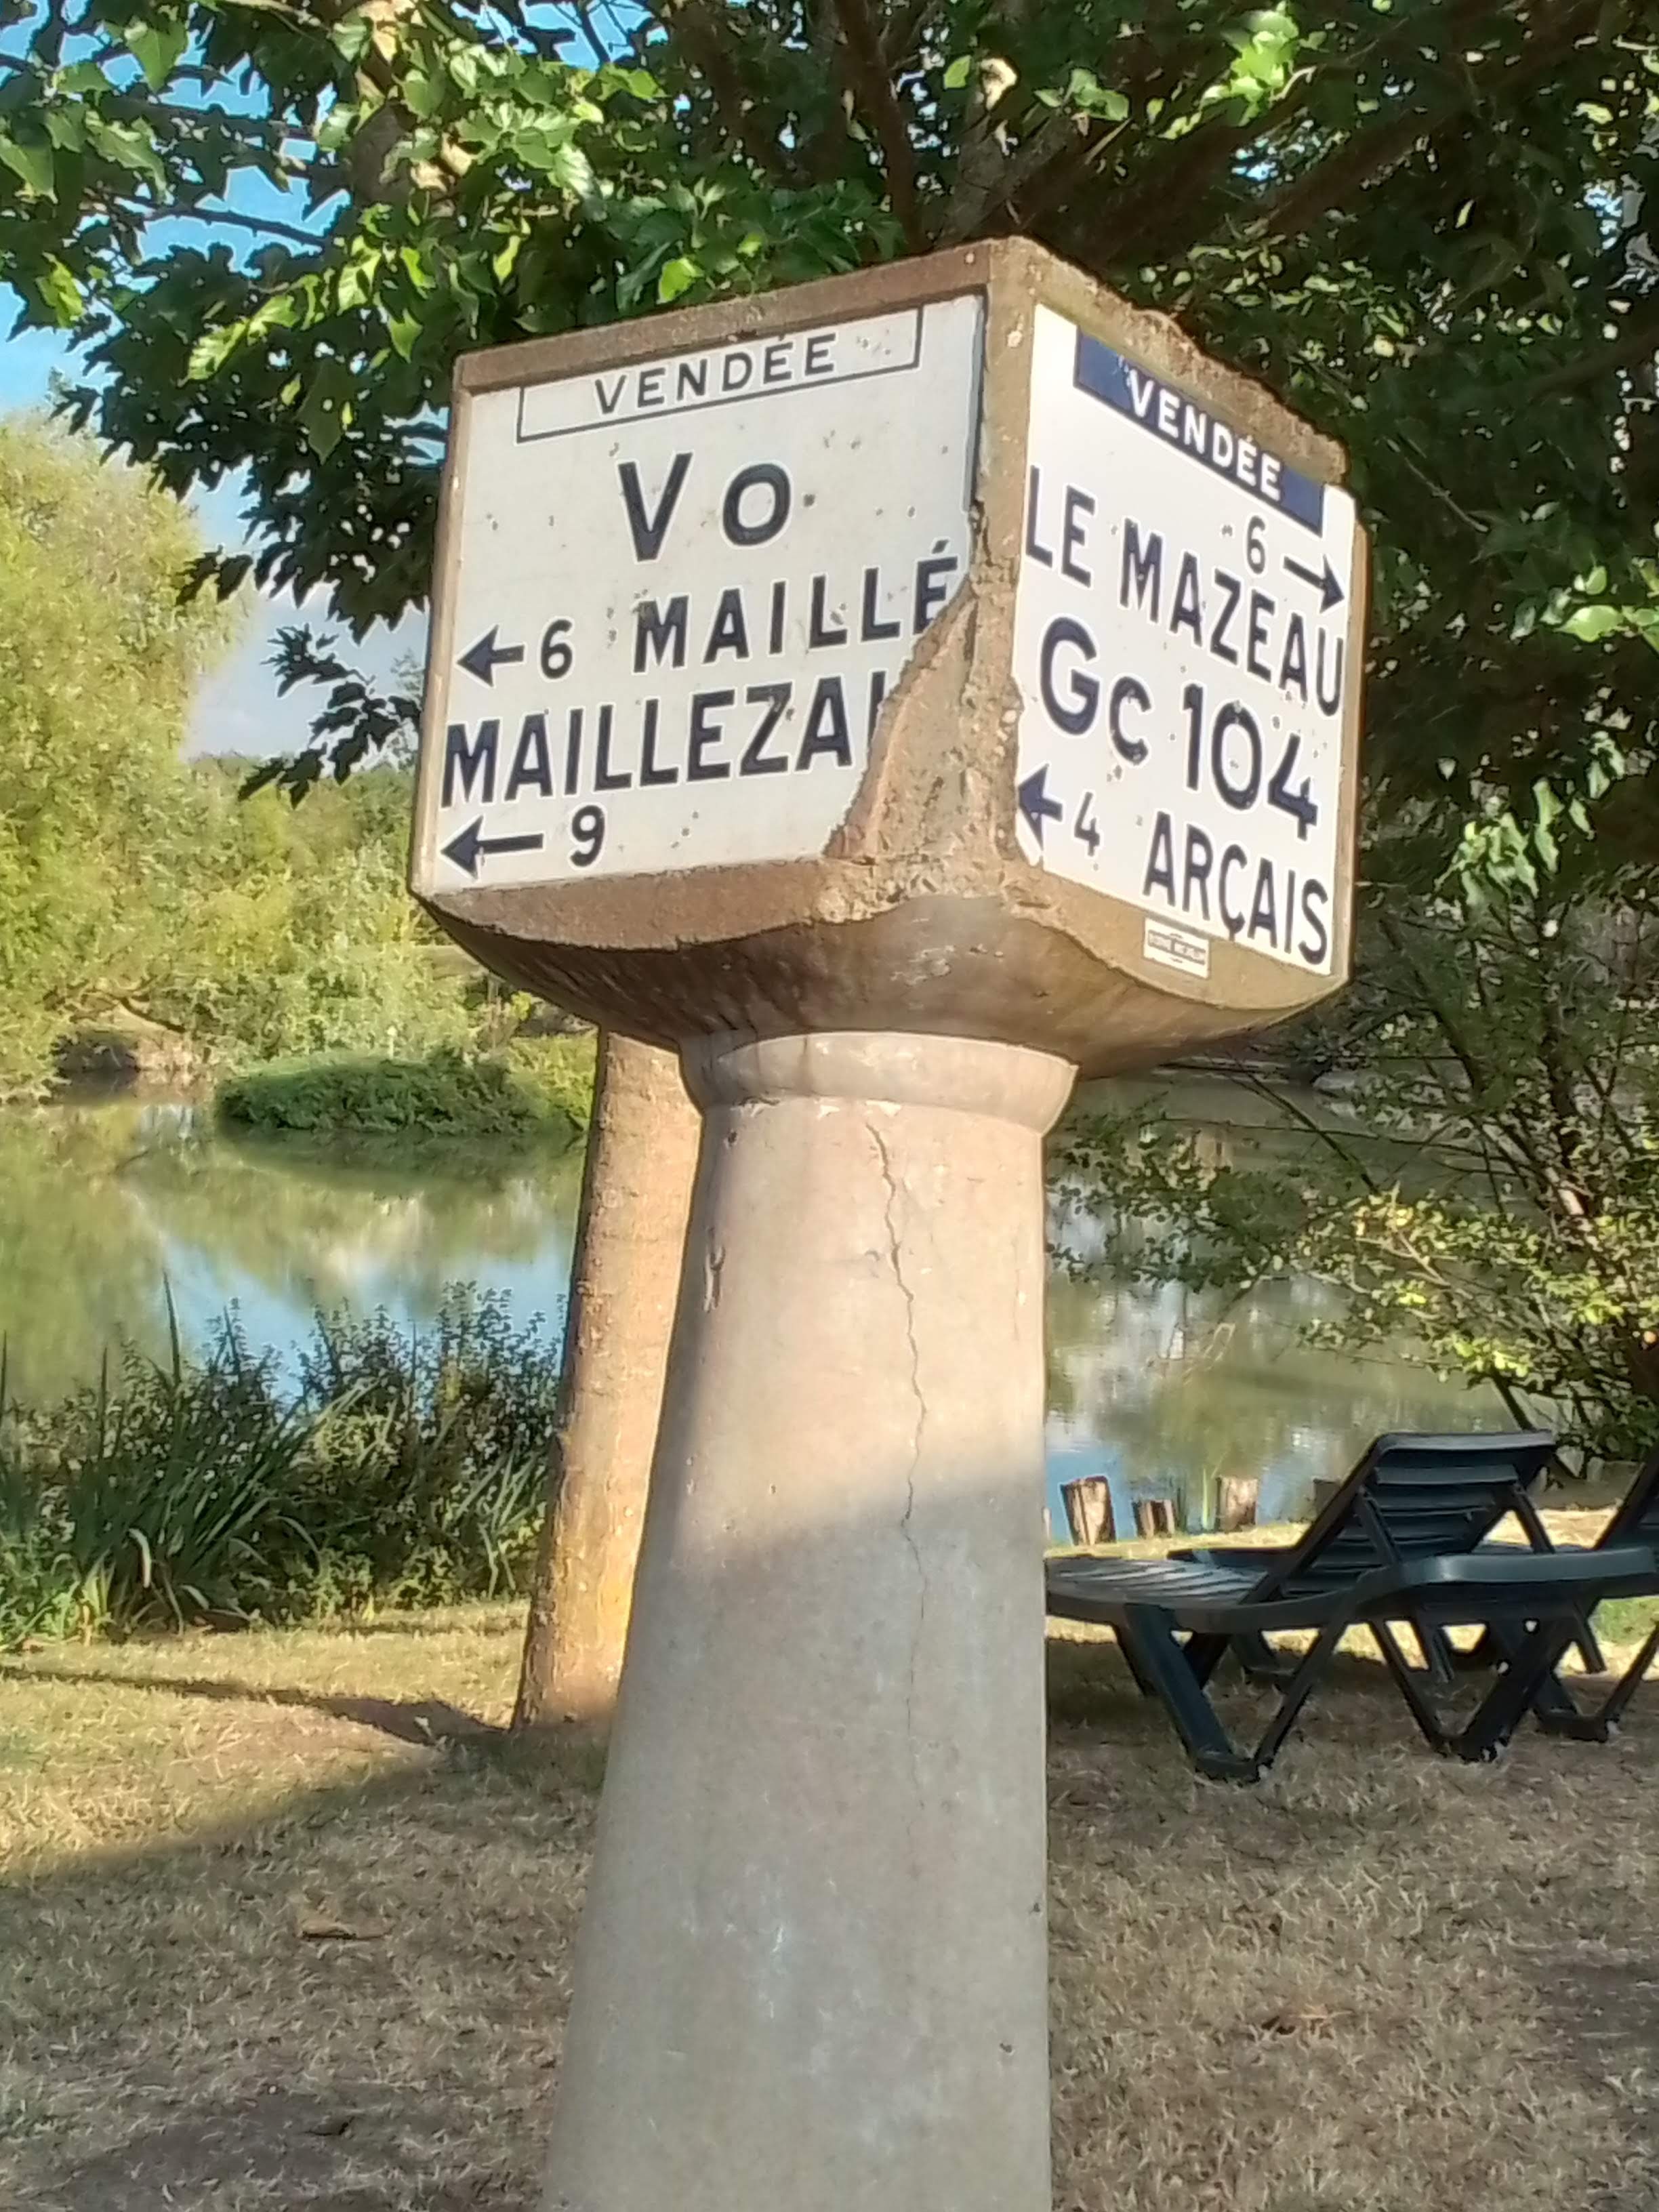 VENDÉE
Vo
←6 MAILLÉ
MAILLEZAI
←9
VENDÉE
6→
LE MAZEAU
Gc 104
←4 ARÇAIS